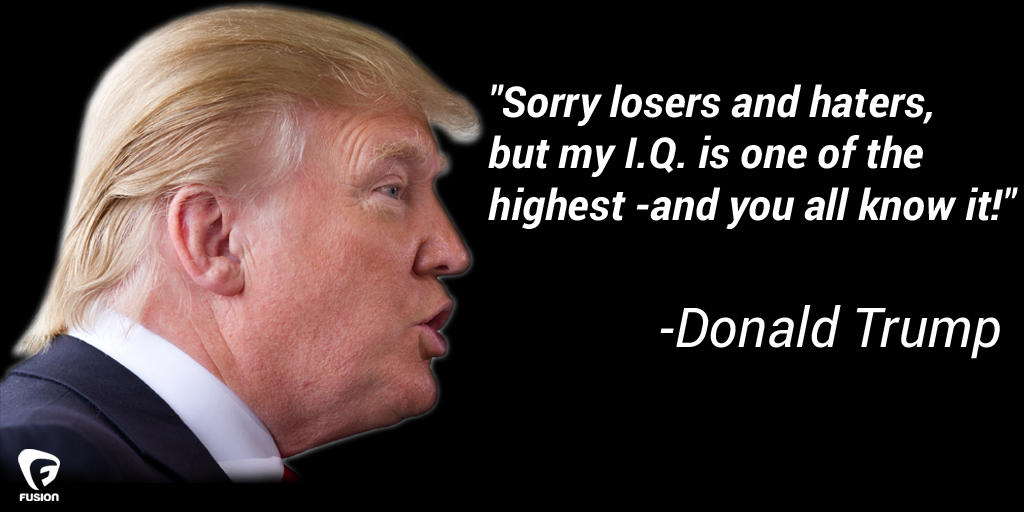 "Sorry losers and haters,
but my I.Q. is one of the
highest -and you all know it!"
-Donald Trump
FUSION